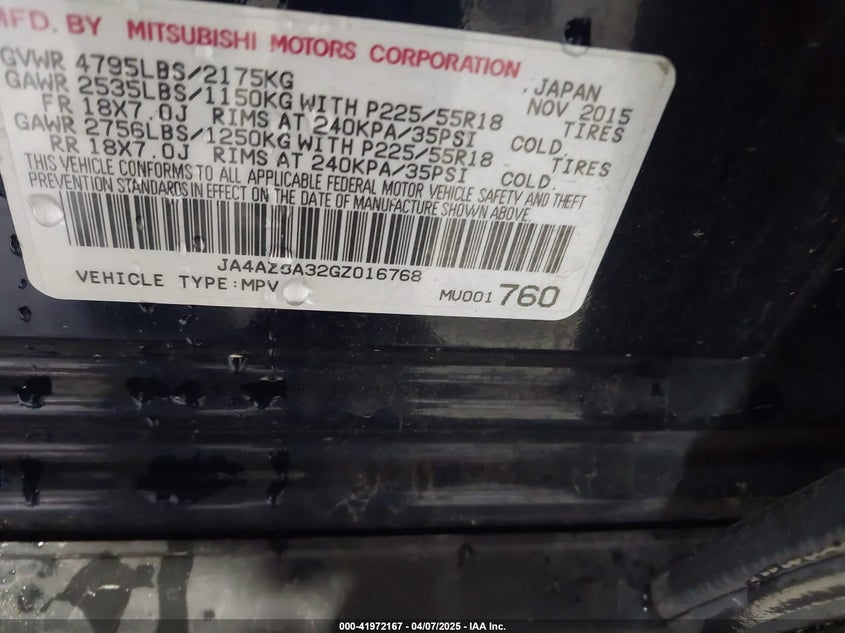 MFD. BY MITSUBISHI MOTORS CORPORATION, JAPAN
GVWR 4795LBS/2175KG NOV 2015
GAWR 2535LBS/1150KG WITH P225/55R18 TIRES
FR 18X7.0J RIMS AT 240KPA/35PSI COLD.
GAWR 2756LBS/1250KG WITH P225/55R18 TIRES
RR 18X7.0J RIMS AT 240KPA/35PSI COLD.
THIS VEHICLE CONFORMS TO ALL APPLICABLE FEDERAL MOTOR VEHICLE SAFETY AND THEFT
PREVENTION STANDARDS IN EFFECT ON THE DATE OF MANUFACTURE SHOWN ABOVE.
JA4AZ3A32GZ016768
VEHICLE TYPE:MPV MU001 760
000-41972167 - 04/07/2025 - IAA Inc.